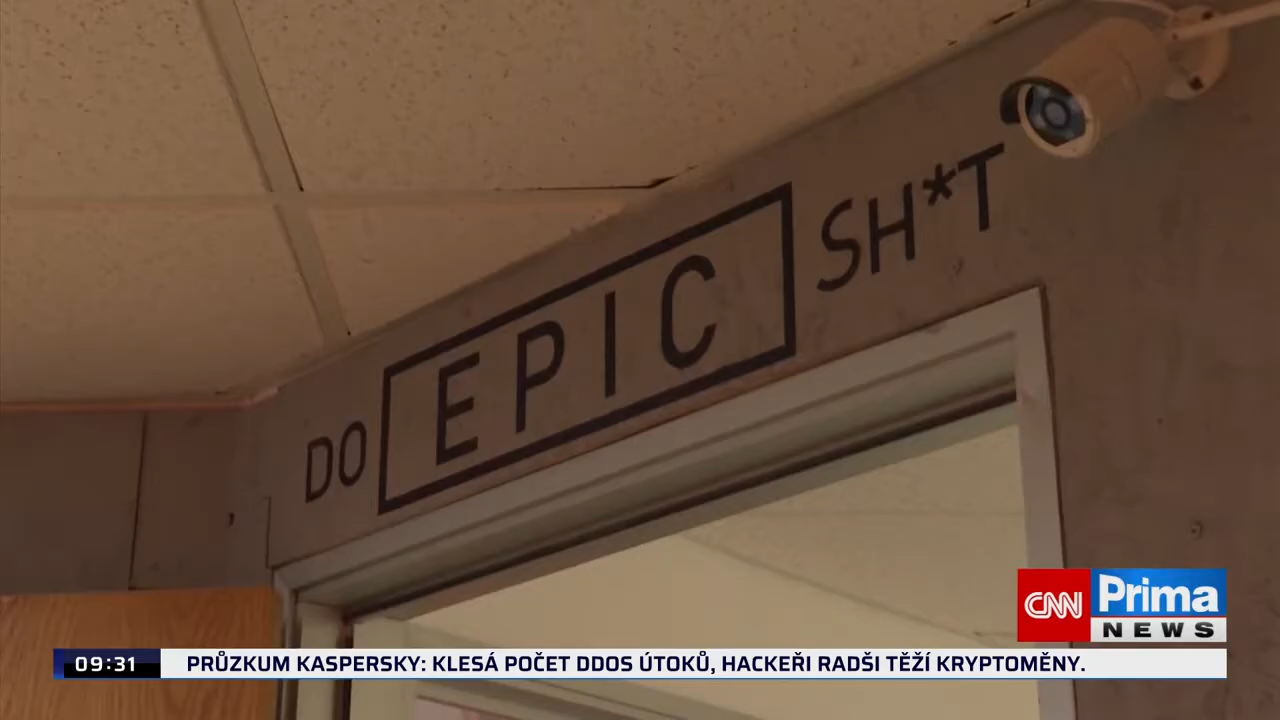 DO EPIC SH*T
CNN Prima
NEWS
09:31 PRŮZKUM KASPERSKY: KLESÁ POČET DDOS ÚTOKŮ, HACKEŘI RADŠI TĚŽÍ KRYPTOMĚNY.